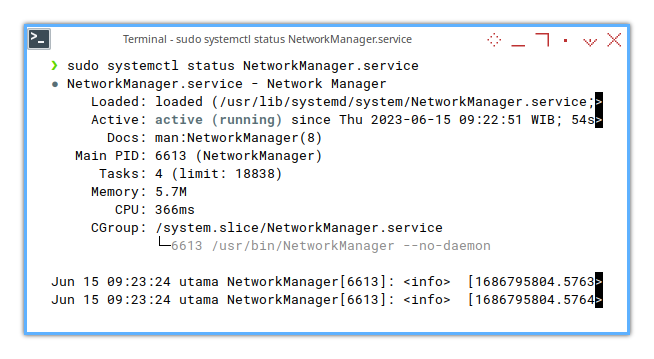 >_ Terminal - sudo systemctl status NetworkManager.service
❯ sudo systemctl status NetworkManager.service
● NetworkManager.service - Network Manager
     Loaded: loaded (/usr/lib/systemd/system/NetworkManager.service;>
     Active: active (running) since Thu 2023-06-15 09:22:51 WIB; 54s>
       Docs: man:NetworkManager(8)
   Main PID: 6613 (NetworkManager)
      Tasks: 4 (limit: 18838)
     Memory: 5.7M
        CPU: 366ms
     CGroup: /system.slice/NetworkManager.service
             └─6613 /usr/bin/NetworkManager --no-daemon
Jun 15 09:23:24 utama NetworkManager[6613]: <info>  [1686795804.5763>
Jun 15 09:23:24 utama NetworkManager[6613]: <info>  [1686795804.5764>